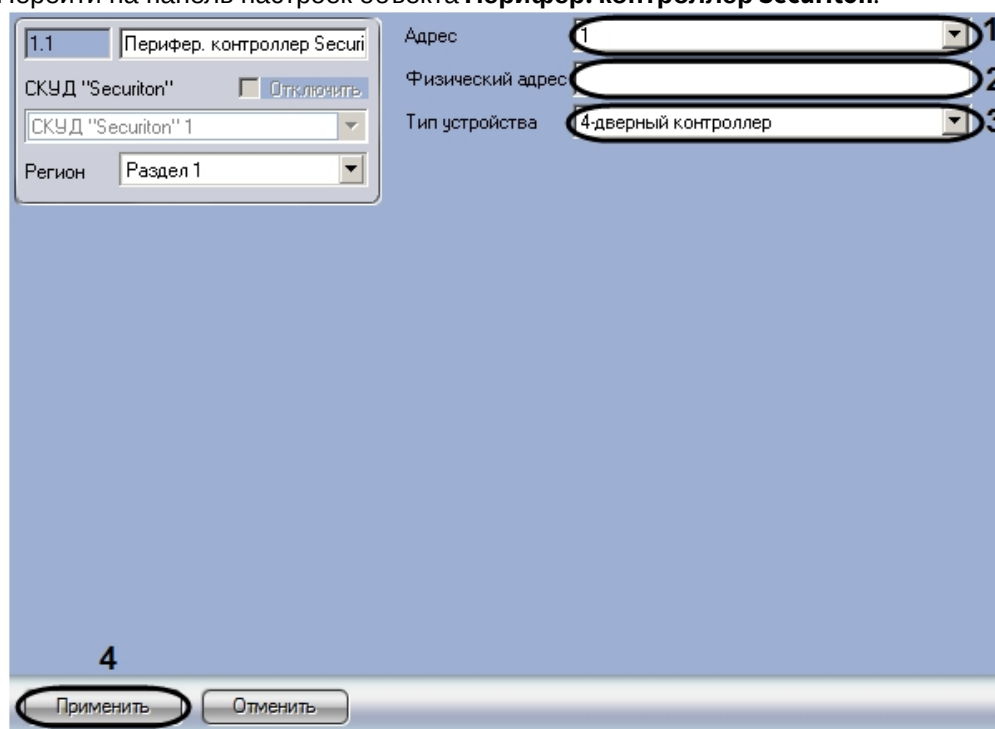 Перейти на панель настроек объекта Перифер. контроллер Securiton.
1.1 Перифер. контроллер Securi
СКУД "Securiton" Отключить
СКУД "Securiton" 1
Регион Раздел 1
Адрес 1 1
Физический адрес 2
Тип устройства 4-дверный контроллер 3
4
Применить Отменить